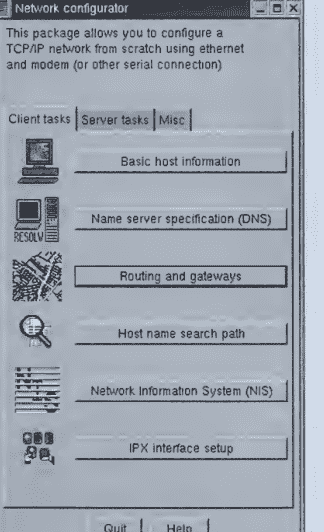 Network configurator
This package allows you to configure a
TCP/IP network from scratch using ethernet
and modem (or other serial connection)
Client tasks Server tasks Misc
Basic host information
RESOLV
Name server specification (DNS)
Routing and gateways
Host name search path
Network Information System (NIS)
IPX interface setup
Quit Help